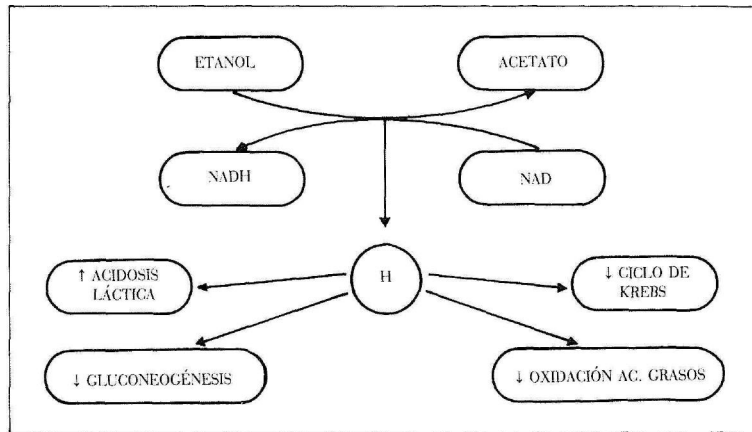 ETANOL
ACETATO
NADH
NAD
↑ ACIDOSIS
LÁCTICA
H
↓ CICLO DE
KREBS
↓ GLUCONEOGÉNESIS
↓ OXIDACIÓN AC. GRASOS